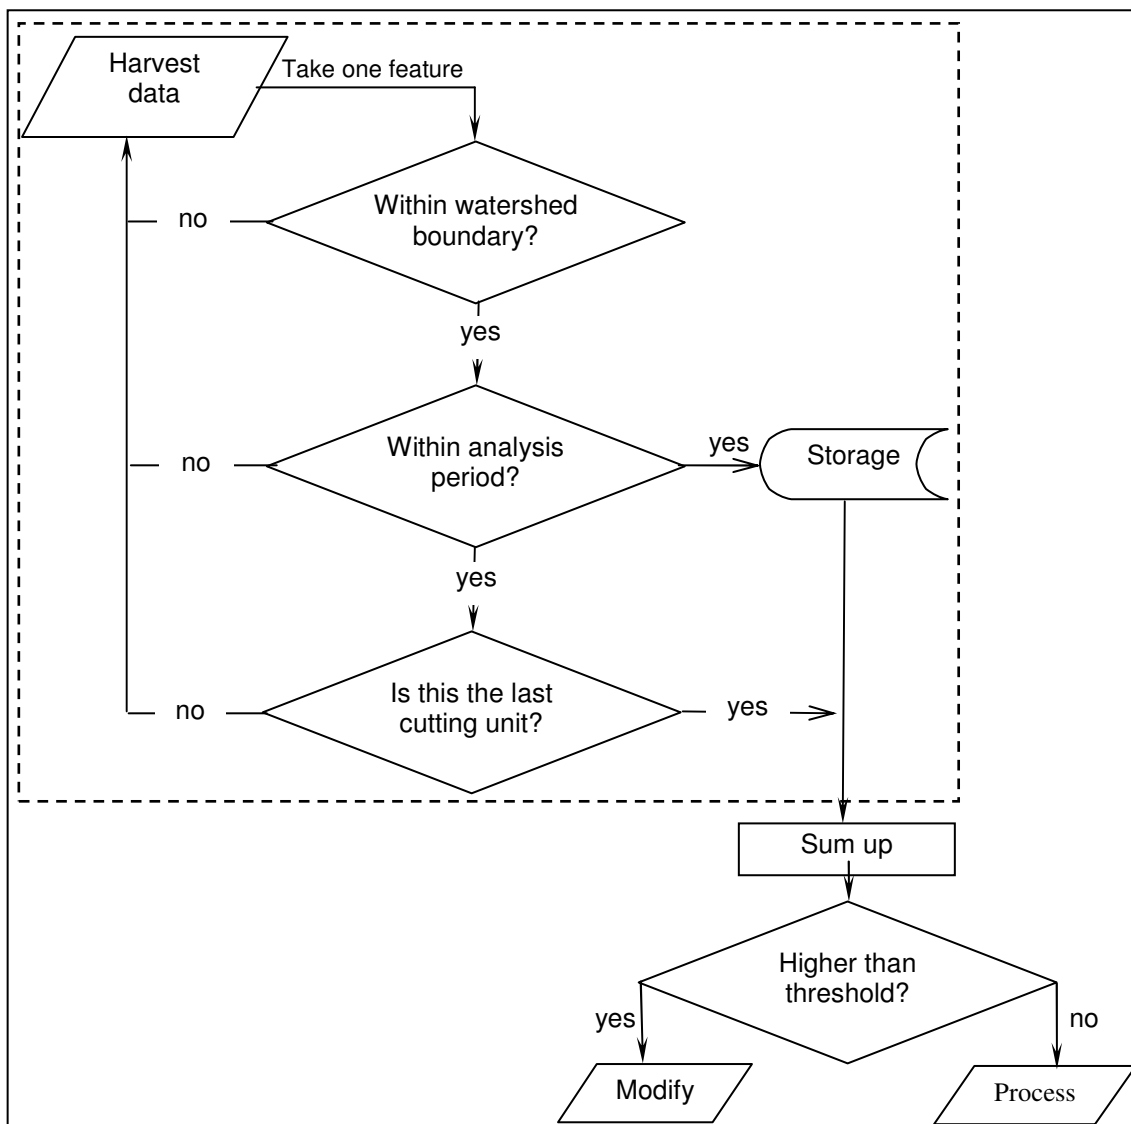 Harvest
data
Take one feature
Within watershed
boundary?
no
yes
Within analysis
period?
no
yes
Storage
yes
Is this the last
cutting unit?
no
yes
Sum up
Higher than
threshold?
yes
no
Modify
Process